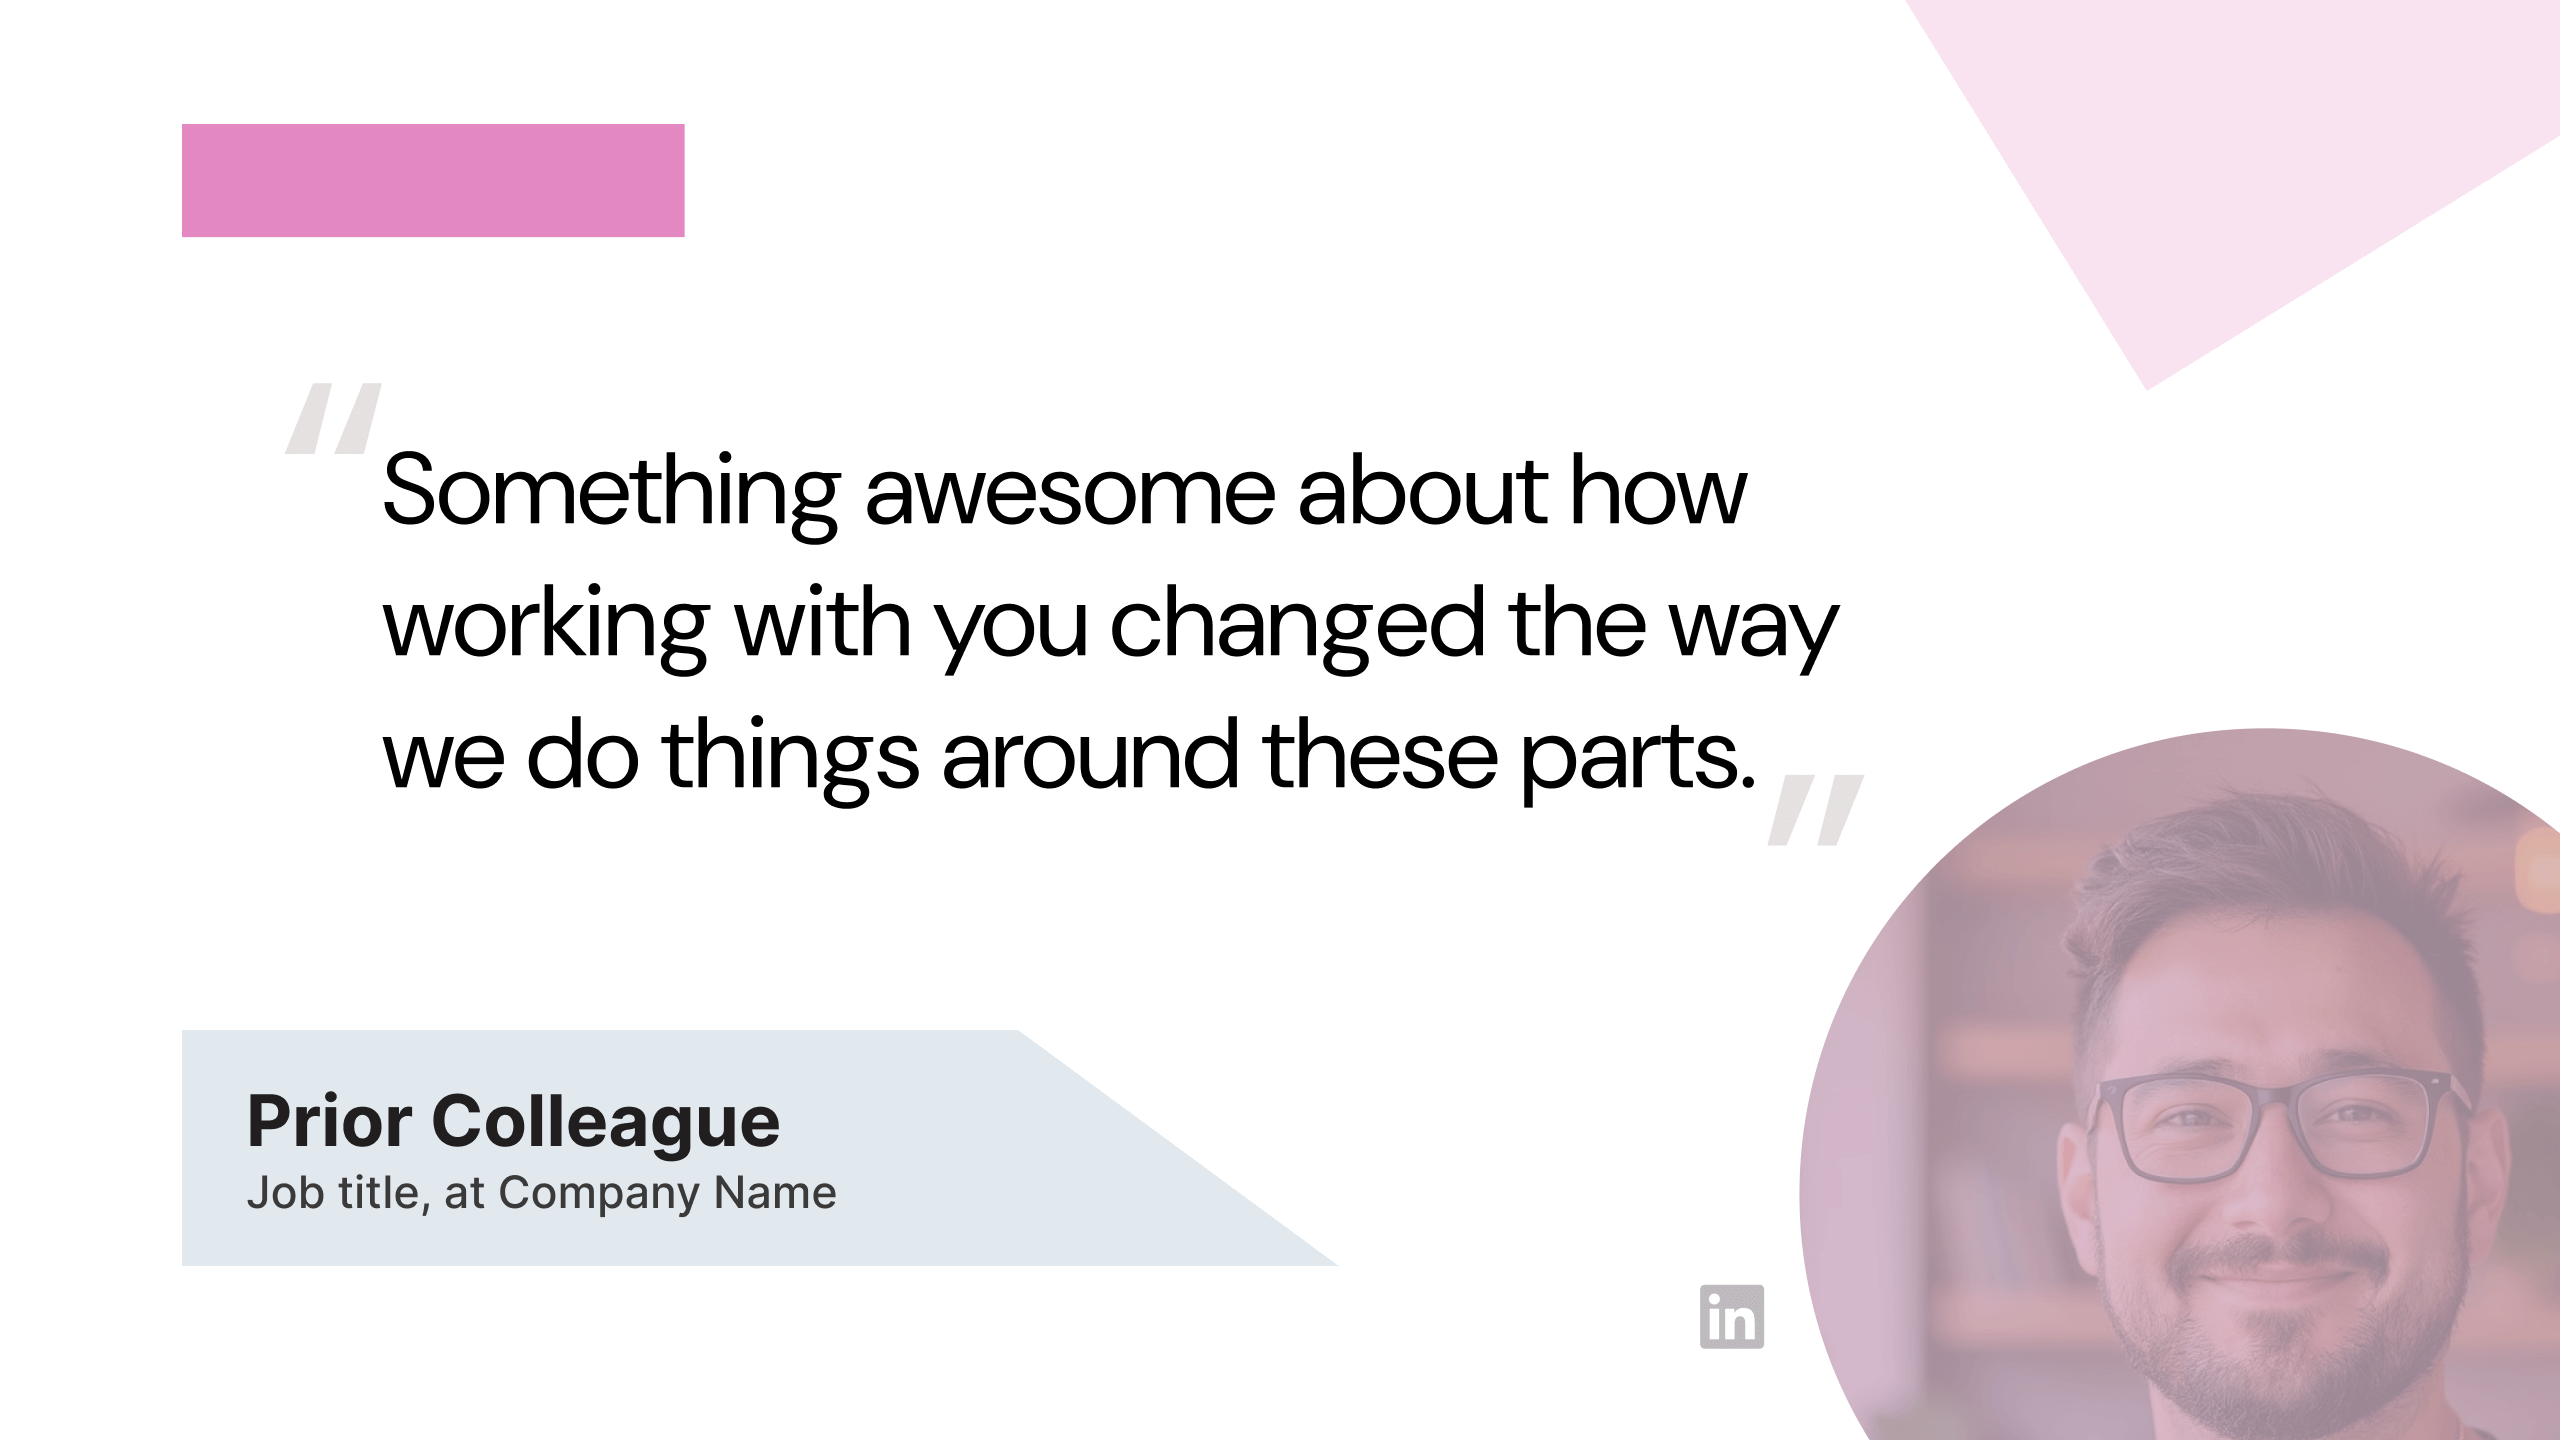 “Something awesome about how
working with you changed the way
we do things around these parts.”
Prior Colleague
Job title, at Company Name
in